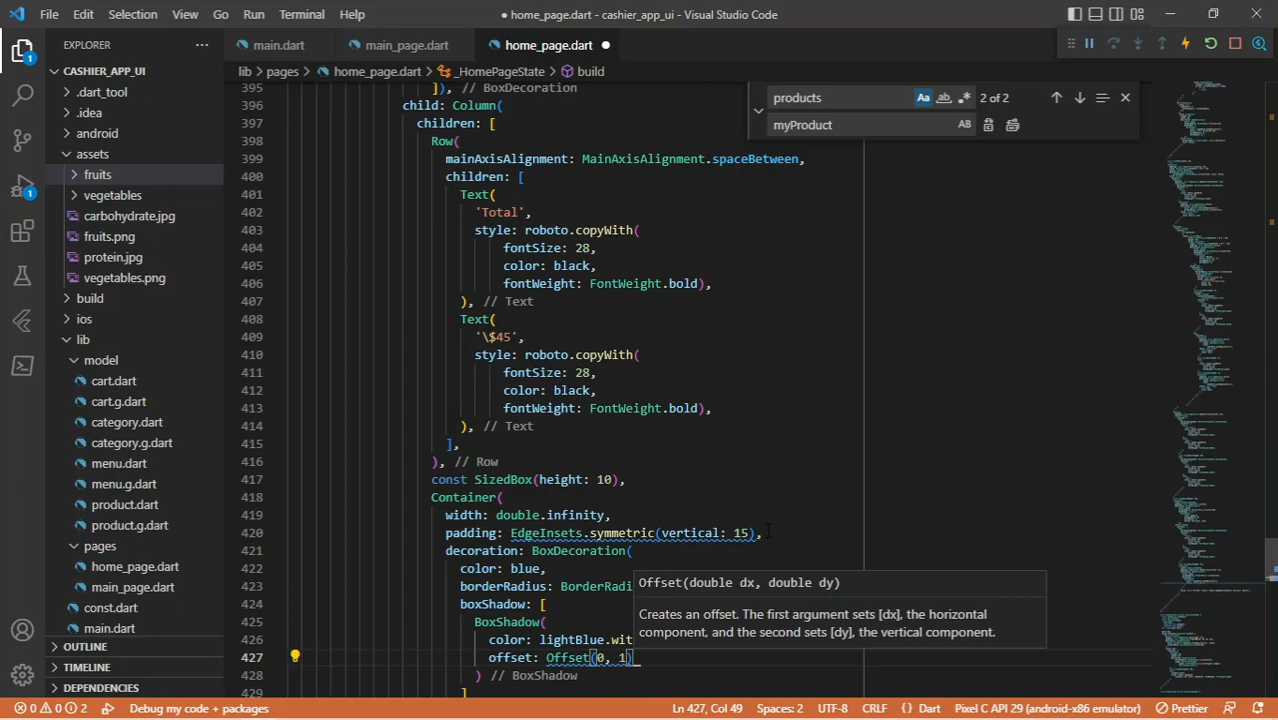 File Edit Selection View Go Run Terminal Help
● home_page.dart - cashier_app_ui - Visual Studio Code
EXPLORER
main.dart
main_page.dart
home_page.dart
lib > pages > home_page.dart > _HomePageState > build
CASHIER_APP_UI
.dart_tool
.idea
android
assets
fruits
vegetables
carbohydrate.jpg
fruits.png
protein.jpg
vegetables.png
build
ios
lib
model
cart.dart
cart.g.dart
category.dart
category.g.dart
menu.dart
menu.g.dart
product.dart
product.g.dart
pages
home_page.dart
main_page.dart
const.dart
main.dart
OUTLINE
TIMELINE
DEPENDENCIES
1
1
products
Aa
ab
2 of 2
myProduct
AB
395 ]), // BoxDecoration
396 child: Column(
397 children: [
398 Row(
399 mainAxisAlignment: MainAxisAlignment.spaceBetween,
400 children: [
401 Text(
402 'Total',
403 style: roboto.copyWith(
404 fontSize: 28,
405 color: black,
406 fontWeight: FontWeight.bold),
407 ), // Text
408 Text(
409 '\$45',
410 style: roboto.copyWith(
411 fontSize: 28,
412 color: black,
413 fontWeight: FontWeight.bold),
414 ), // Text
415 ],
416 ), // Row
417 const SizedBox(height: 10),
418 Container(
419 width: double.infinity,
420 padding: EdgeInsets.symmetric(vertical: 15),
421 decoration: BoxDecoration(
422 color: blue,
423 borderRadius: BorderRadi
424 boxShadow: [
425 BoxShadow(
426 color: lightBlue.wit
427 offset: Offset(0, 1)
428 ) // BoxShadow
429 ]
Offset(double dx, double dy)
Creates an offset. The first argument sets [dx], the horizontal
component, and the second sets [dy], the vertical component.
0 0 2 Debug my code + packages
Ln 427, Col 49 Spaces: 2 UTF-8 CRLF {} Dart Pixel C API 29 (android-x86 emulator) Prettier